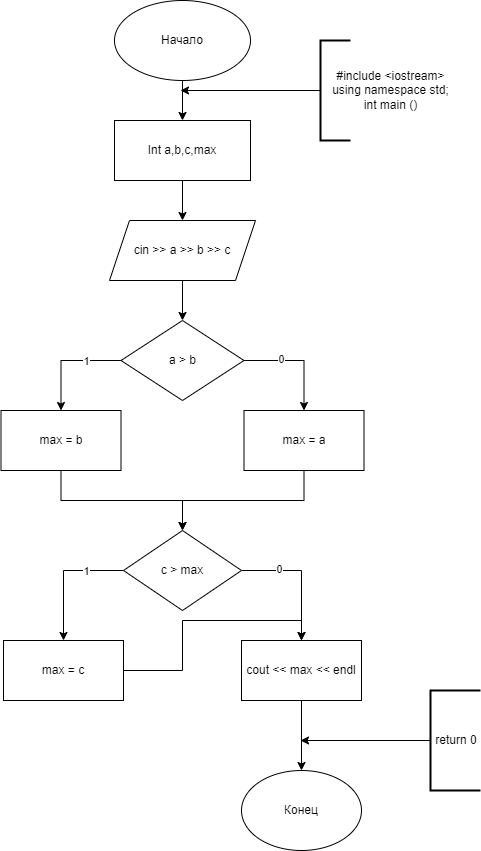 Начало
#include <iostream>
using namespace std;
int main ()
Int a,b,c,max
cin >> a >> b >> c
a > b
1
0
max = b
max = a
c > max
1
0
max = c
cout << max << endl
return 0
Конец